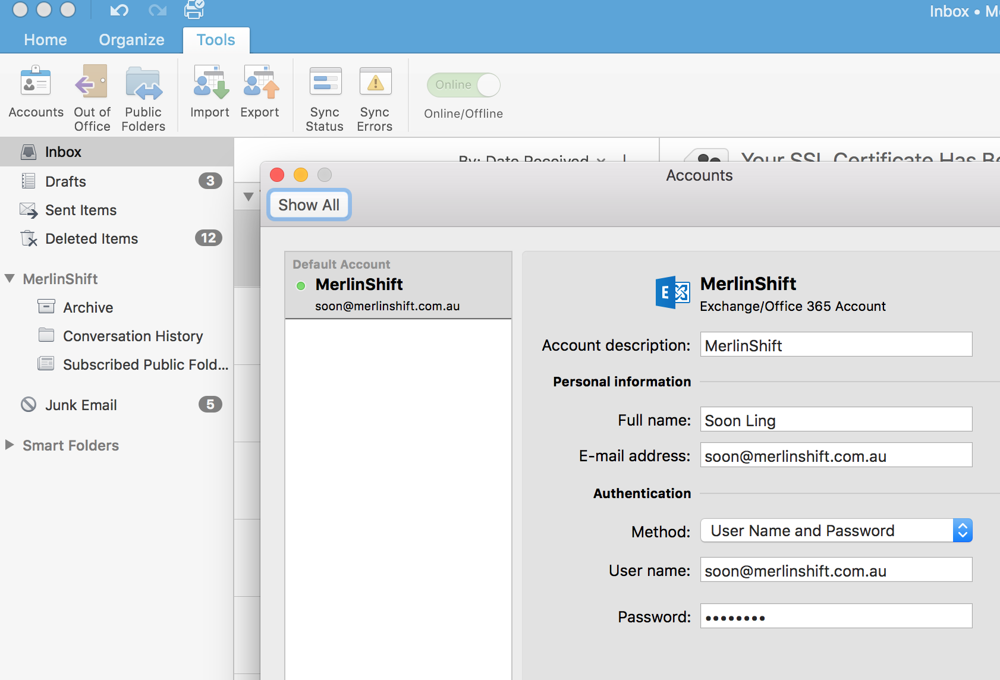 Inbox • M
Home Organize Tools
Accounts Out of Office Public Folders Import Export Sync Status Sync Errors Online Online/Offline
Inbox
Drafts 3
Sent Items
Deleted Items 12
MerlinShift
Archive
Conversation History
Subscribed Public Fold...
Junk Email 5
Smart Folders
By: Date Received
Your SSL Certificate Has Be
Accounts
Show All
Default Account
MerlinShift
soon@merlinshift.com.au
E
MerlinShift
Exchange/Office 365 Account
Account description: MerlinShift
Personal information
Full name: Soon Ling
E-mail address: soon@merlinshift.com.au
Authentication
Method: User Name and Password
User name: soon@merlinshift.com.au
Password: ••••••••